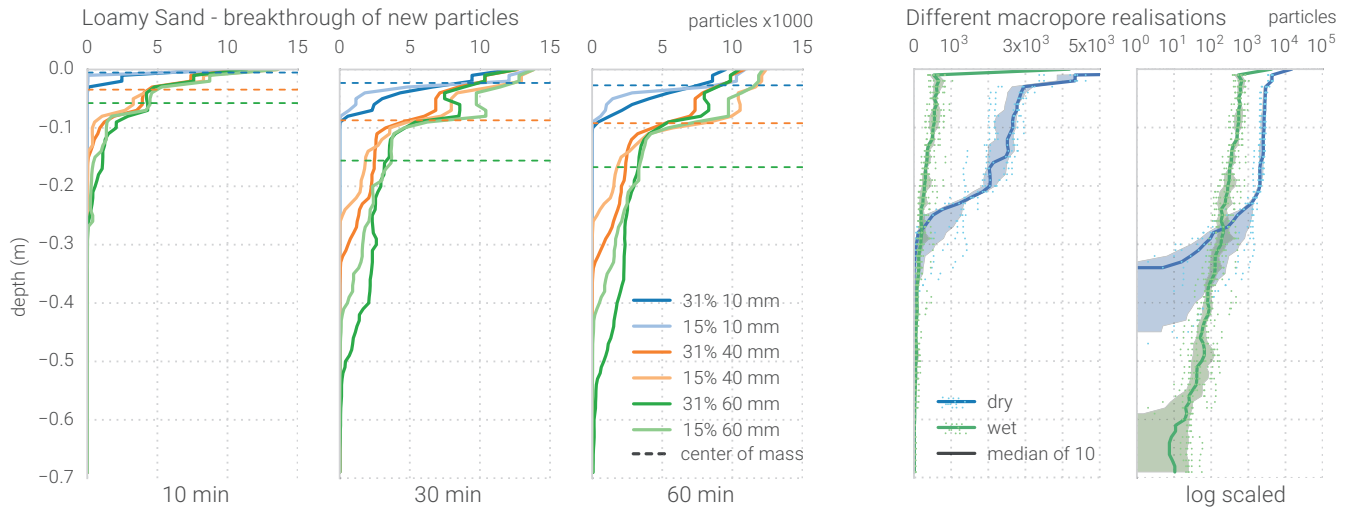 Loamy Sand - breakthrough of new particles
particles x1000
0 5 10 15
0 5 10 15
0 5 10 15
0.0
−0.1
−0.2
−0.3
−0.4
−0.5
−0.6
−0.7
depth (m)
31% 10 mm
15% 10 mm
31% 40 mm
15% 40 mm
31% 60 mm
15% 60 mm
center of mass
10 min
30 min
60 min
Different macropore realisations
particles
0 10³ 3x10³ 5x10³
10⁰ 10¹ 10² 10³ 10⁴ 10⁵
dry
wet
median of 10
log scaled